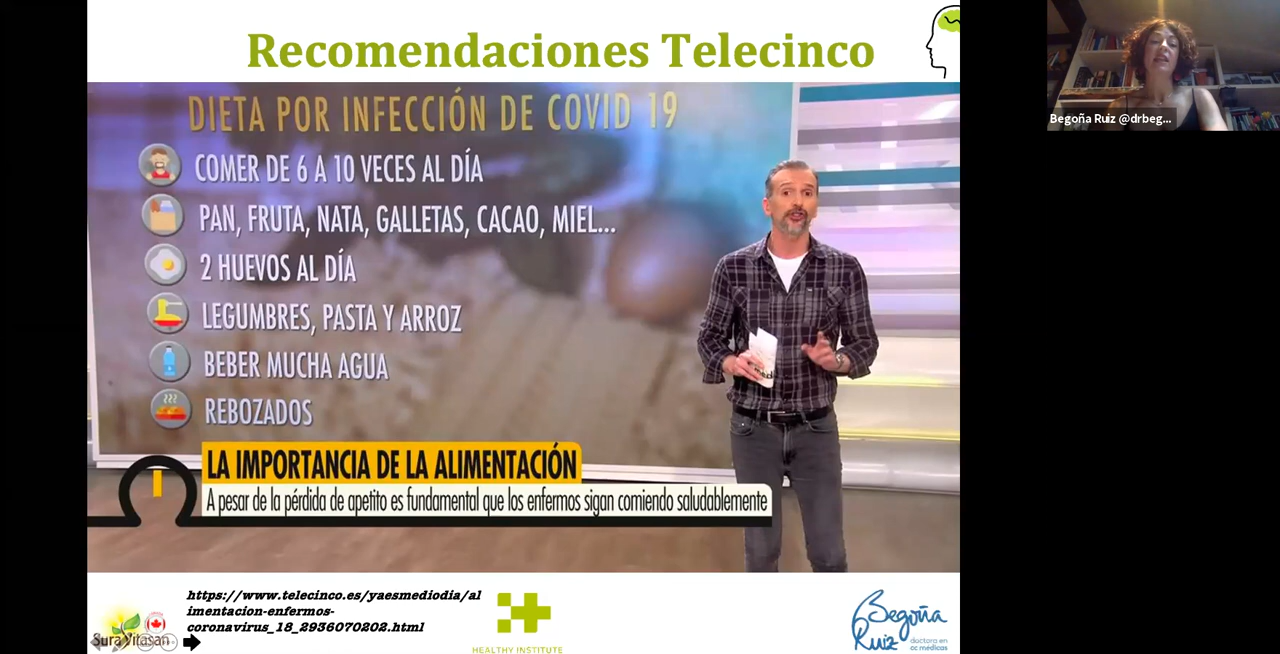 Recomendaciones Telecinco
DIETA POR INFECCIÓN DE COVID 19
COMER DE 6 A 10 VECES AL DÍA
PAN, FRUTA, NATA, GALLETAS, CACAO, MIEL...
2 HUEVOS AL DÍA
LEGUMBRES, PASTA Y ARROZ
BEBER MUCHA AGUA
REBOZADOS
LA IMPORTANCIA DE LA ALIMENTACIÓN
A pesar de la pérdida de apetito es fundamental que los enfermos sigan comiendo saludablemente
https://www.telecinco.es/yaesmediodia/al
imentacion-enfermos-
coronavirus_18_2936070202.html
Sura Vitasan
HEALTHY INSTITUTE
Begoña
Ruiz
doctora en
cc médicas
Begoña Ruiz @drbeg...